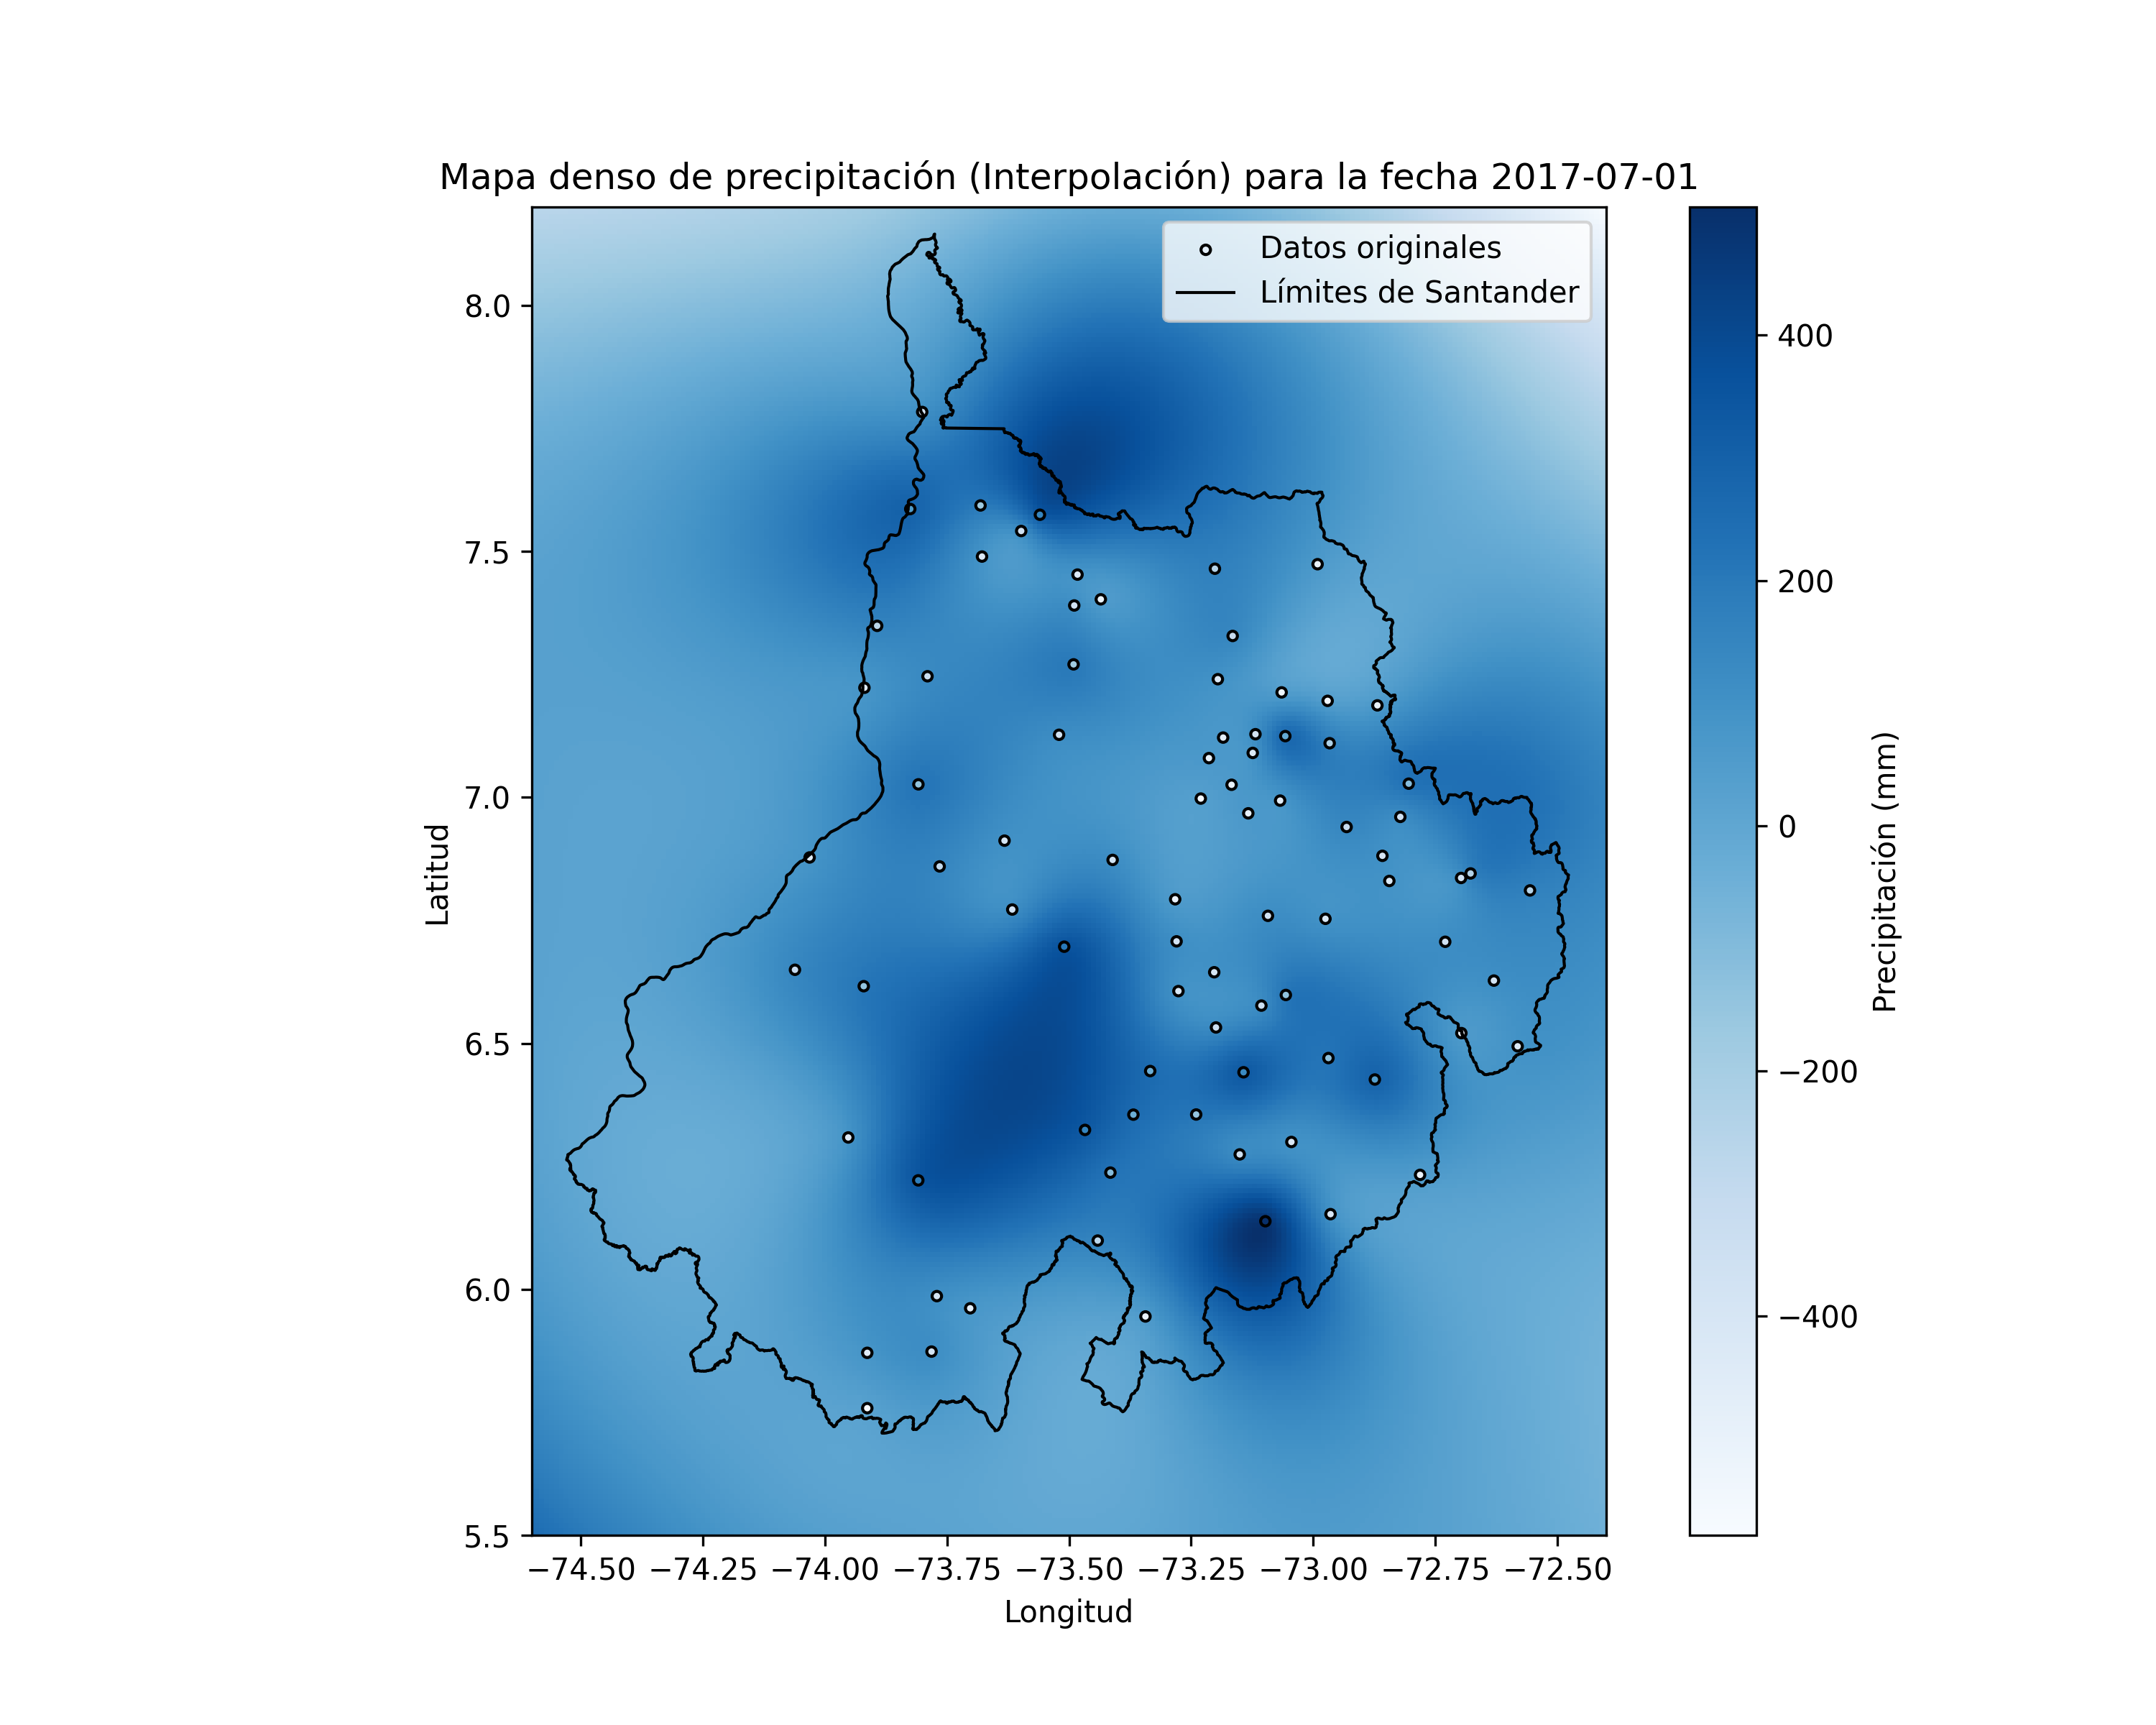 Mapa denso de precipitación (Interpolación) para la fecha 2017-07-01
Datos originales
Límites de Santander
8.0
7.5
7.0
6.5
6.0
5.5
Latitud
−74.50 −74.25 −74.00 −73.75 −73.50 −73.25 −73.00 −72.75 −72.50
Longitud
400
200
0
−200
−400
Precipitación (mm)